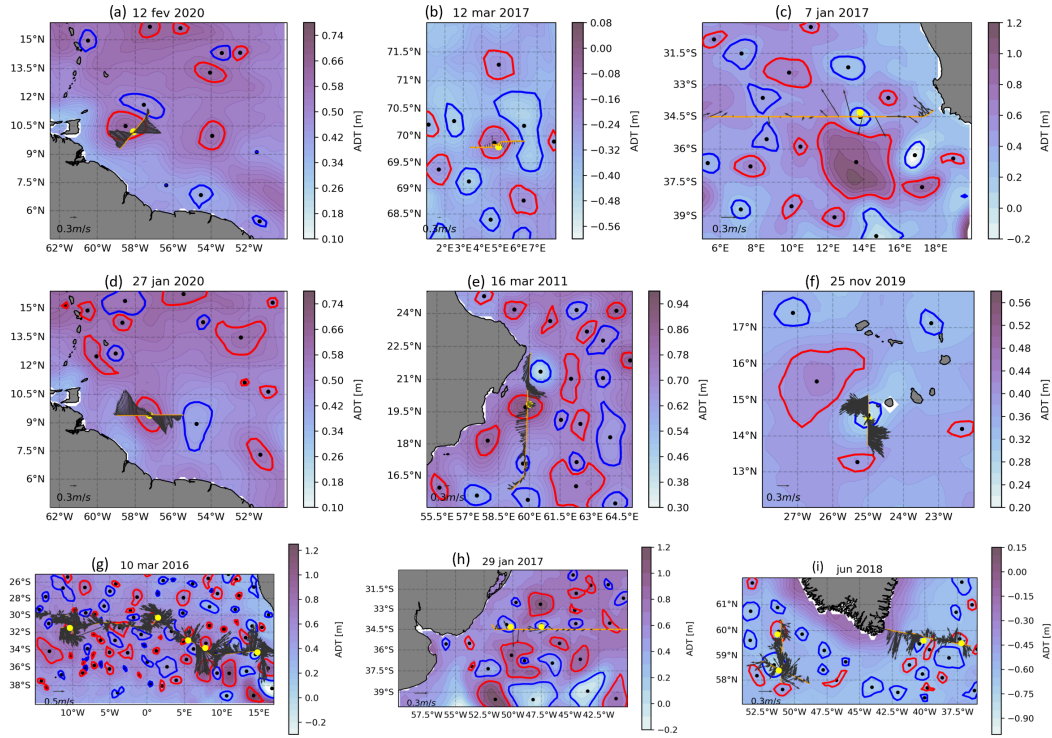 (a) 12 fev 2020
15°N
13.5°N
12°N
10.5°N
9°N
7.5°N
6°N
0.3m/s
62°W 60°W 58°W 56°W 54°W 52°W
0.74
0.66
0.58
0.50
0.42
0.34
0.26
0.18
0.10
ADT [m]
(b) 12 mar 2017
71.5°N
71°N
70.5°N
70°N
69.5°N
69°N
68.5°N
0.3m/s
2°E3°E4°E5°E6°E7°E
0.08
0.00
−0.08
−0.16
−0.24
−0.32
−0.40
−0.48
−0.56
ADT [m]
(c) 7 jan 2017
31.5°S
33°S
34.5°S
36°S
37.5°S
39°S
0.3m/s
6°E 8°E 10°E 12°E 14°E 16°E 18°E
1.2
1.0
0.8
0.6
0.4
0.2
0.0
−0.2
ADT [m]
(d) 27 jan 2020
15°N
13.5°N
12°N
10.5°N
9°N
7.5°N
6°N
0.3m/s
62°W 60°W 58°W 56°W 54°W 52°W
0.74
0.66
0.58
0.50
0.42
0.34
0.26
0.18
0.10
ADT [m]
(e) 16 mar 2011
24°N
22.5°N
21°N
19.5°N
18°N
16.5°N
0.3m/s
55.5°E 57°E 58.5°E 60°E 61.5°E 63°E 64.5°E
0.94
0.86
0.78
0.70
0.62
0.54
0.46
0.38
0.30
ADT [m]
(f) 25 nov 2019
17°N
16°N
15°N
14°N
13°N
0.3m/s
27°W 26°W 25°W 24°W 23°W 22°W
0.56
0.52
0.48
0.44
0.40
0.36
0.32
0.28
0.24
0.20
ADT [m]
(g) 10 mar 2016
26°S
28°S
30°S
32°S
34°S
36°S
38°S
0.5m/s
10°W 5°W 0°W 5°E 10°E 15°E
1.2
1.0
0.8
0.6
0.4
0.2
0.0
−0.2
ADT [m]
(h) 29 jan 2017
31.5°S
33°S
34.5°S
36°S
37.5°S
39°S
0.3m/s
57.5°W55°W 52.5°W 50°W 47.5°W 45°W 42.5°W
1.2
1.0
0.8
0.6
0.4
0.2
0.0
−0.2
ADT [m]
jun 2018 (i)
61°N
60°N
59°N
58°N
0.3m/s
52.5°W 50°W 47.5°W 45°W 42.5°W 40°W 37.5°W
0.15
0.00
−0.15
−0.30
−0.45
−0.60
−0.75
−0.90
ADT [m]